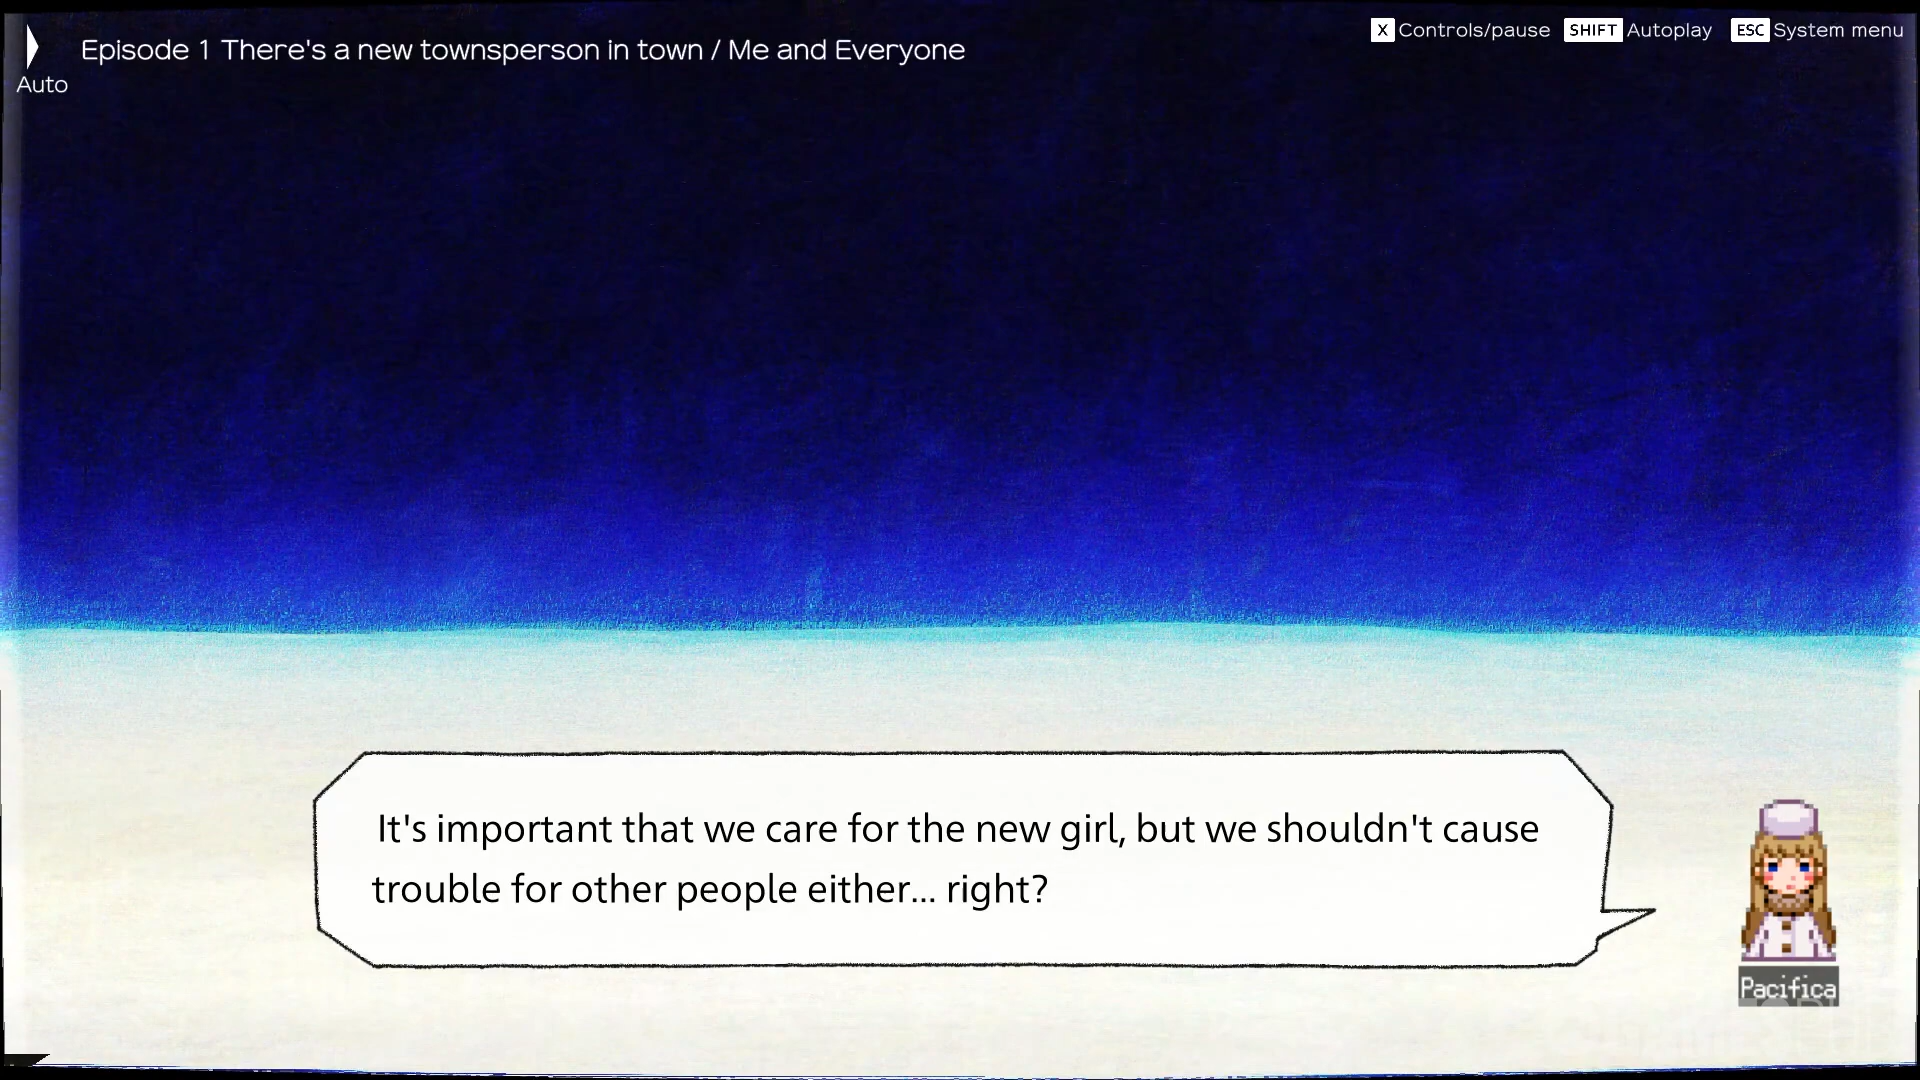 Episode 1 There's a new townsperson in town / Me and Everyone
X Controls/pause SHIFT Autoplay ESC System menu
Auto
It's important that we care for the new girl, but we shouldn't cause
trouble for other people either... right?
Pacifica